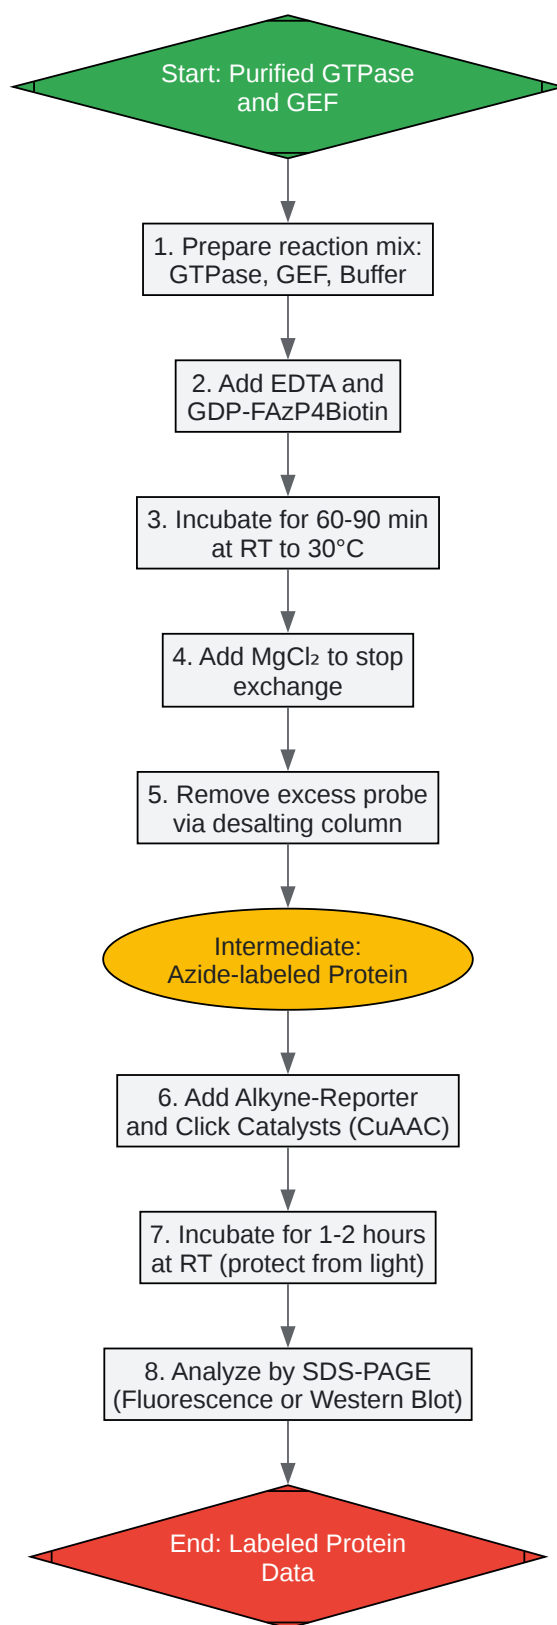 Start: Purified GTPase
and GEF
1. Prepare reaction mix:
GTPase, GEF, Buffer
2. Add EDTA and
GDP-FAzP4Biotin
3. Incubate for 60-90 min
at RT to 30°C
4. Add MgCl₂ to stop
exchange
5. Remove excess probe
via desalting column
Intermediate:
Azide-labeled Protein
6. Add Alkyne-Reporter
and Click Catalysts (CuAAC)
7. Incubate for 1-2 hours
at RT (protect from light)
8. Analyze by SDS-PAGE
(Fluorescence or Western Blot)
End: Labeled Protein
Data